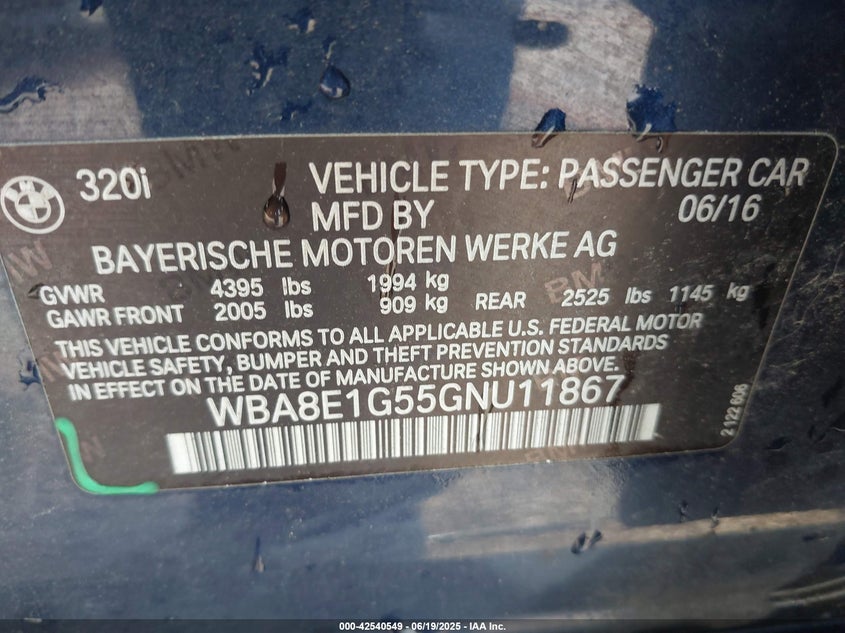 320i VEHICLE TYPE: PASSENGER CAR
MFD BY 06/16
BAYERISCHE MOTOREN WERKE AG
GVWR 4395 lbs 1994 kg
GAWR FRONT 2005 lbs 909 kg REAR 2525 lbs 1145 kg
THIS VEHICLE CONFORMS TO ALL APPLICABLE U.S. FEDERAL MOTOR
VEHICLE SAFETY, BUMPER AND THEFT PREVENTION STANDARDS
IN EFFECT ON THE DATE OF MANUFACTURE SHOWN ABOVE.
WBA8E1G55GNU11867
2122606
000-42540549 - 06/19/2025 - IAA Inc.